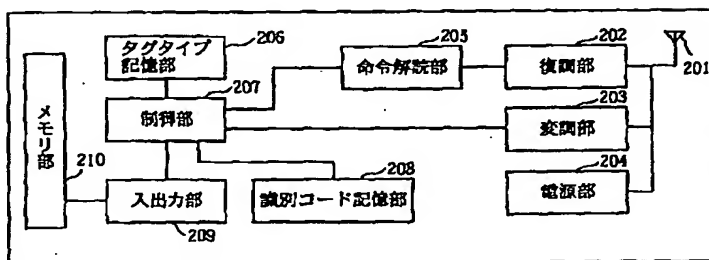 タグタイプ
記憶部
206
205
202
201
命令解読部
復調部
207
制御部
203
変調部
メモリ部
210
208
204
入出力部
識別コード記憶部
電源部
209